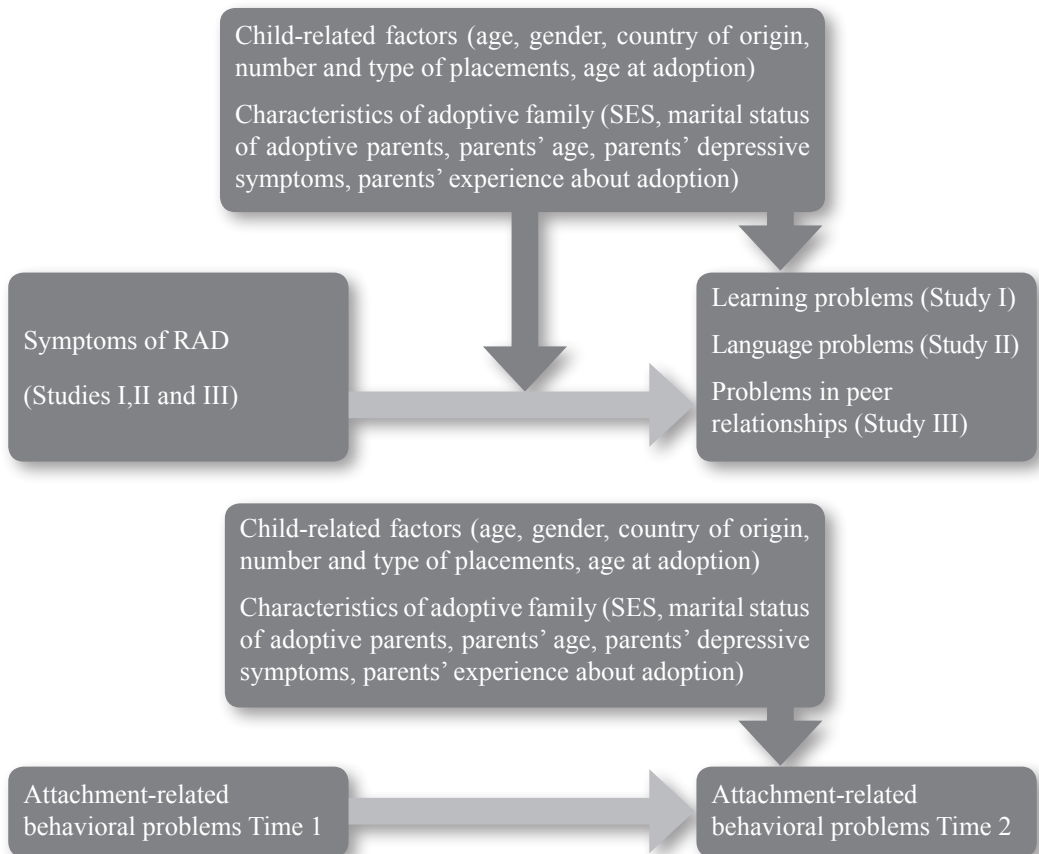 Child-related factors (age, gender, country of origin,
number and type of placements, age at adoption)
Characteristics of adoptive family (SES, marital status
of adoptive parents, parents’ age, parents’ depressive
symptoms, parents’ experience about adoption)
Symptoms of RAD
(Studies I,II and III)
Learning problems (Study I)
Language problems (Study II)
Problems in peer
relationships (Study III)
Child-related factors (age, gender, country of origin,
number and type of placements, age at adoption)
Characteristics of adoptive family (SES, marital status
of adoptive parents, parents’ age, parents’ depressive
symptoms, parents’ experience about adoption)
Attachment-related
behavioral problems Time 1
Attachment-related
behavioral problems Time 2